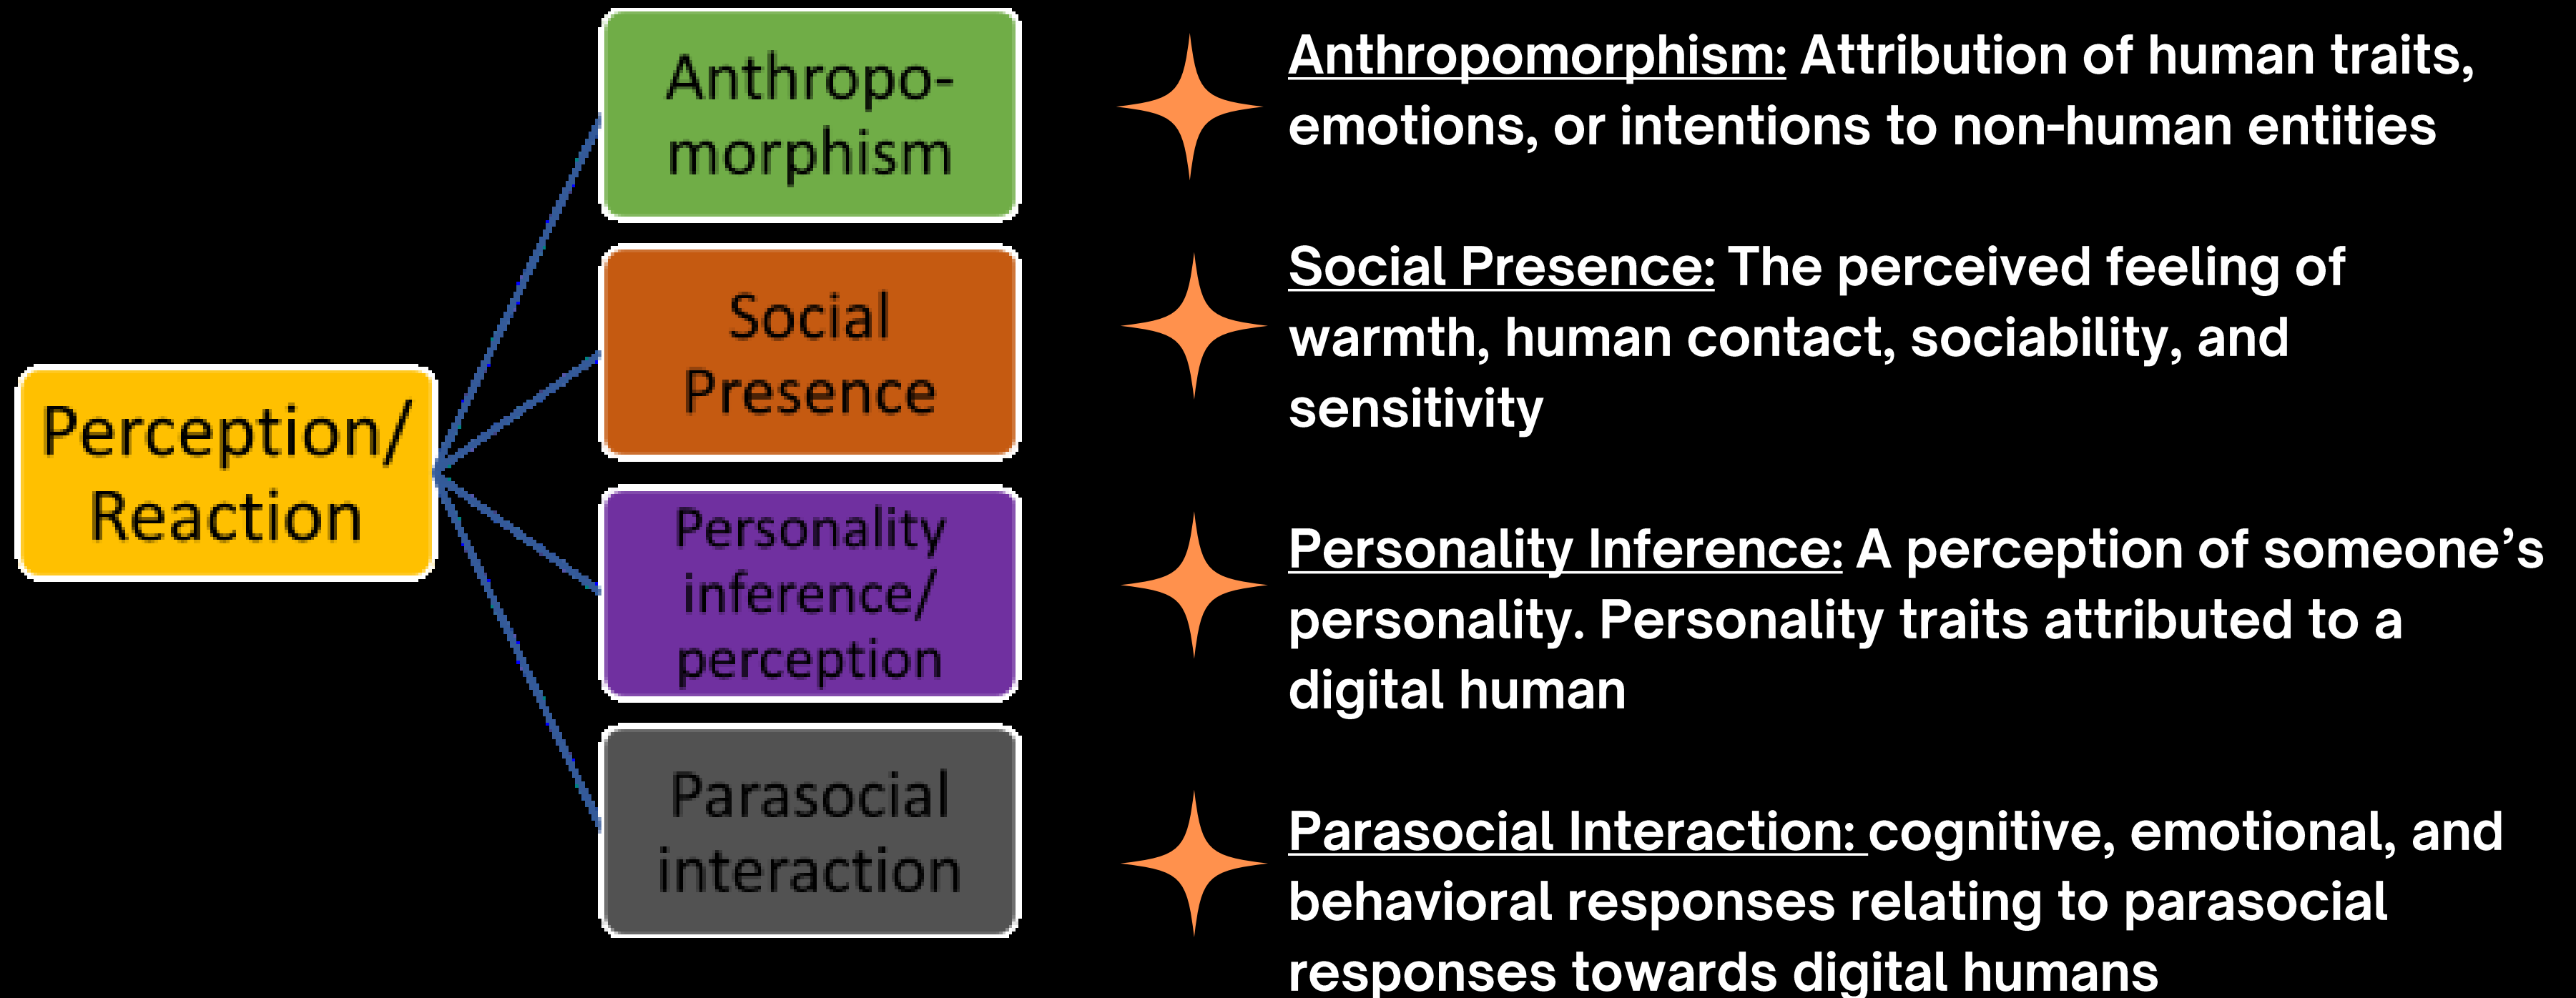 Perception/
Reaction
Anthropo-
morphism
Social
Presence
Personality
inference/
perception
Parasocial
interaction
Anthropomorphism: Attribution of human traits,
emotions, or intentions to non-human entities
Social Presence: The perceived feeling of
warmth, human contact, sociability, and
sensitivity
Personality Inference: A perception of someone’s
personality. Personality traits attributed to a
digital human
Parasocial Interaction: cognitive, emotional, and
behavioral responses relating to parasocial
responses towards digital humans